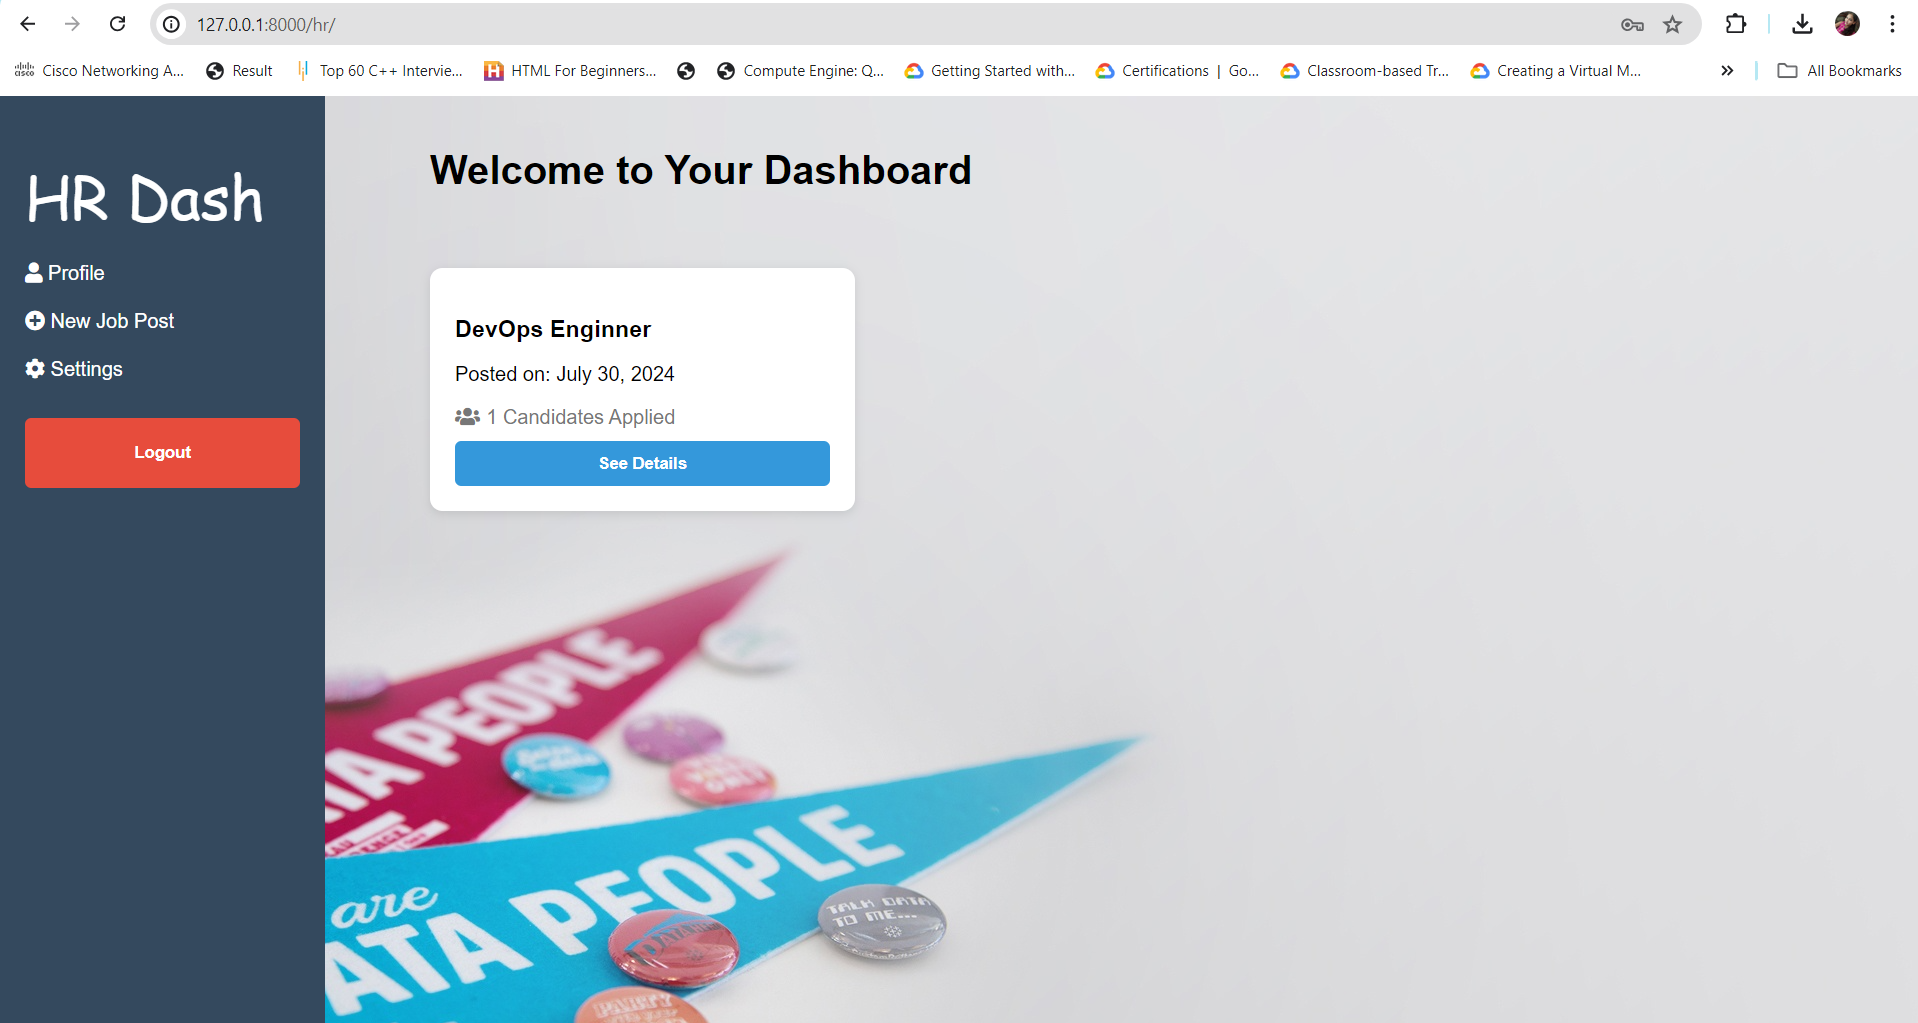 127.0.0.1:8000/hr/
Cisco Networking A...
Result
Top 60 C++ Intervie...
HTML For Beginners...
Compute Engine: Q...
Getting Started with...
Certifications | Go...
Classroom-based Tr...
Creating a Virtual M...
All Bookmarks
HR Dash
Profile
New Job Post
Settings
Logout
Welcome to Your Dashboard
DevOps Enginner
Posted on: July 30, 2024
1 Candidates Applied
See Details
PEOPLE
are
DATA PEOPLE
TALK DATA
TO ME...
PARTY